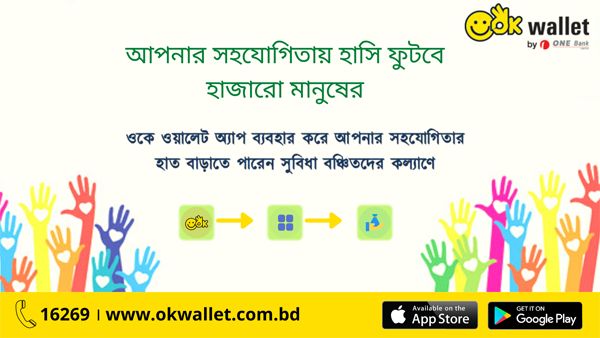 OK wallet
by ONE Bank
আপনার সহযোগিতায় হাসি ফুটবে
হাজারো মানুষের
ওকে ওয়ালেট অ্যাপ ব্যবহার করে আপনার সহযোগিতার
হাত বাড়াতে পারেন সুবিধা বঞ্চিতদের কল্যাণে
OK
16269 | www.okwallet.com.bd
Available on the
App Store
GET IT ON
Google Play